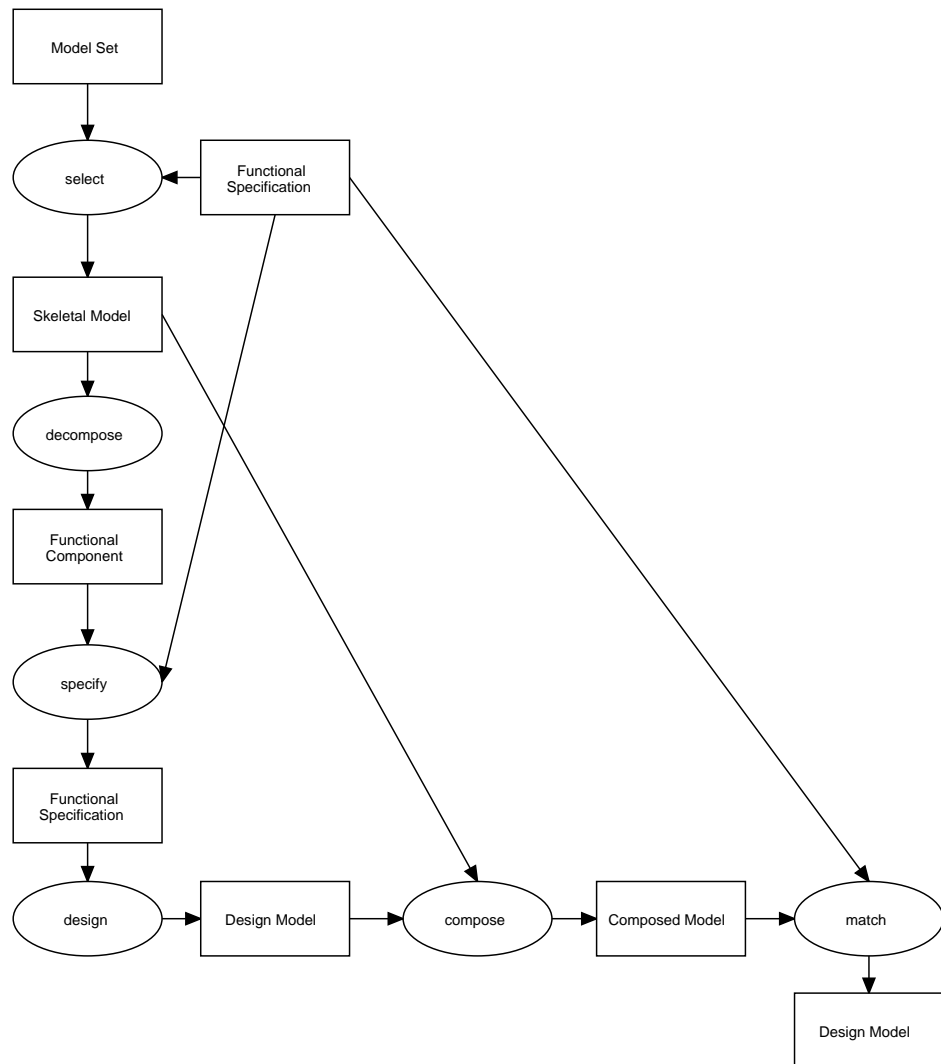 Model Set
select
Functional
Specification
Skeletal Model
decompose
Functional
Component
specify
Functional
Specification
design
Design Model
compose
Composed Model
match
Design Model